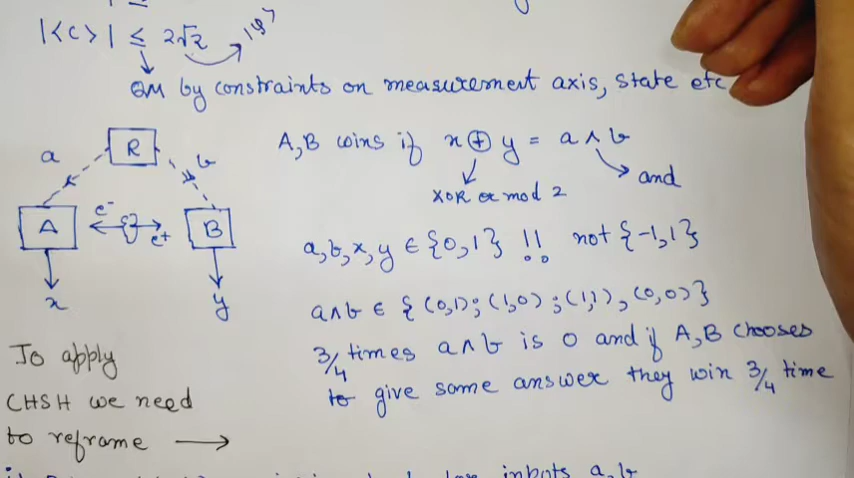 |<c>| ≤ 2√2 |φ>
QM by constraints on measurement axis, state etc
a R b
A e- e+ B
x y
A,B wins if x ⊕ y = a ∧ b
XOR or mod 2 and
a,b,x,y ∈ {0,1} !! not {-1,1}
a∧b ∈ {(0,1);(1,0);(1,1),(0,0)}
3/4 times a∧b is 0 and if A,B chooses
to give same answer they win 3/4 time
To apply
CHSH we need
to reframe →
inputs a,b